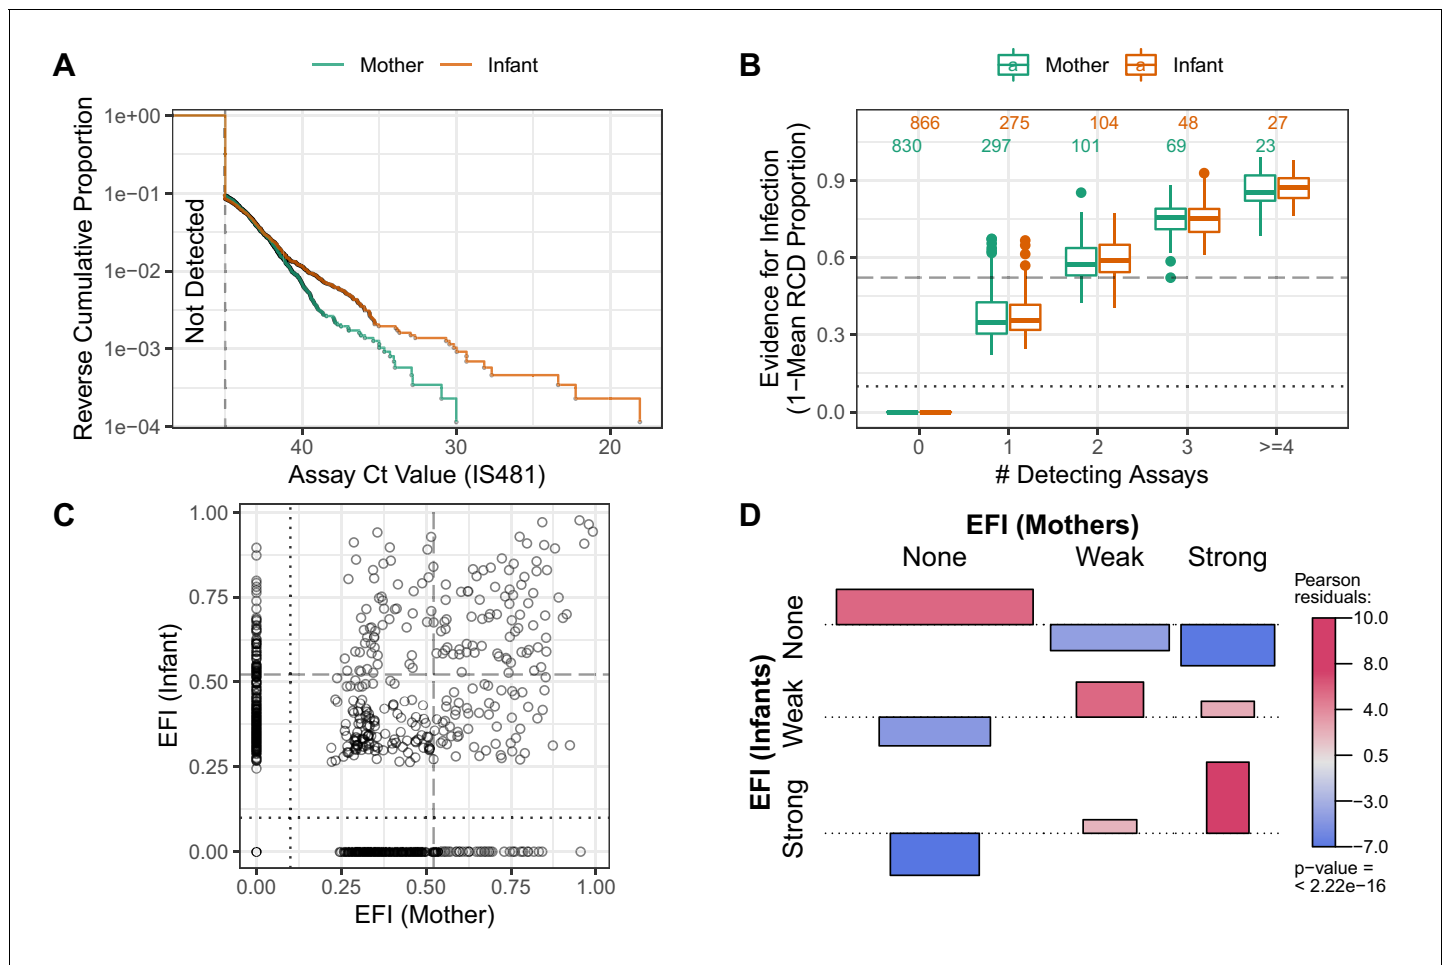 A
Mother
Infant
Reverse Cumulative Proportion
1e+00
1e−01
1e−02
1e−03
1e−04
Not Detected
40
30
20
Assay Ct Value (IS481)
B
a
Mother
a
Infant
Evidence for Infection
(1−Mean RCD Proportion)
866
275
104
48
27
830
297
101
69
23
0.9
0.6
0.3
0.0
0
1
2
3
>=4
# Detecting Assays
C
EFI (Infant)
1.00
0.75
0.50
0.25
0.00
0.00
0.25
0.50
0.75
1.00
EFI (Mother)
D
EFI (Mothers)
None
Weak
Strong
EFI (Infants)
None
Weak
Strong
Pearson
residuals:
10.0
8.0
4.0
0.5
−3.0
−7.0
p−value =
< 2.22e−16